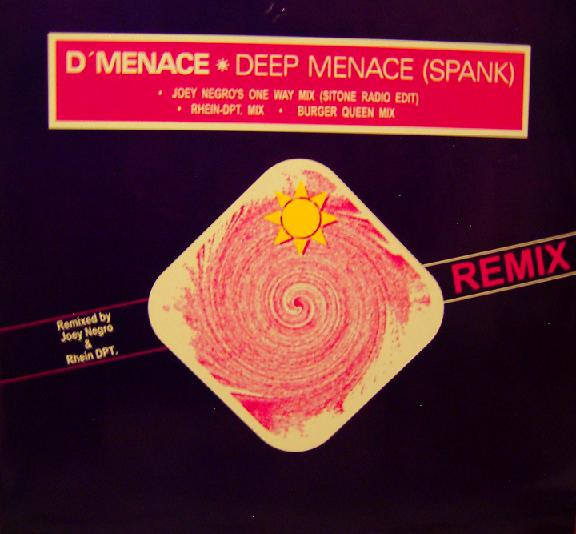 D´MENACE ✷ DEEP MENACE (SPANK)
• JOEY NEGRO'S ONE WAY MIX (SITONE RADIO EDIT)
• RHEIN-DPT. MIX • BURGER QUEEN MIX
REMIX
Remixed by
Joey Negro
&
Rhein DPT.